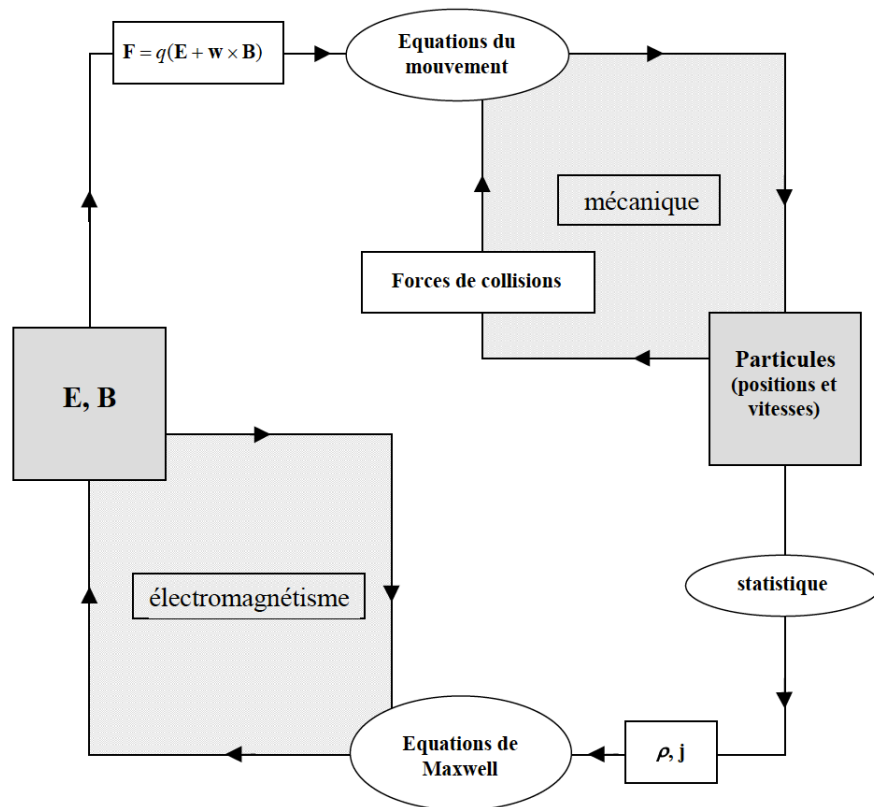 F = q(E + w × B)
Equations du
mouvement
mécanique
Forces de collisions
Particules
(positions et
vitesses)
E, B
électromagnétisme
statistique
Equations de
Maxwell
ρ, j